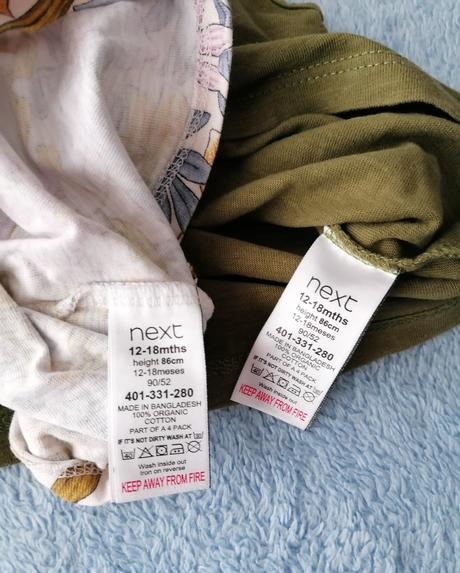 next
12-18mths
height 86cm
12-18meses
90/52
401-331-280
MADE IN BANGLADESH
100% ORGANIC
COTTON
PART OF A 4 PACK
IF IT'S NOT DIRTY WASH AT
Wash inside out
Iron on reverse
KEEP AWAY FROM FIRE
next
12-18mths
height 86cm
12-18meses
90/52
401-331-280
MADE IN BANGLADESH
100% ORGANIC
COTTON
PART OF A 4 PACK
IF IT'S NOT DIRTY WASH AT
Wash inside out
KEEP AWAY FROM FIRE